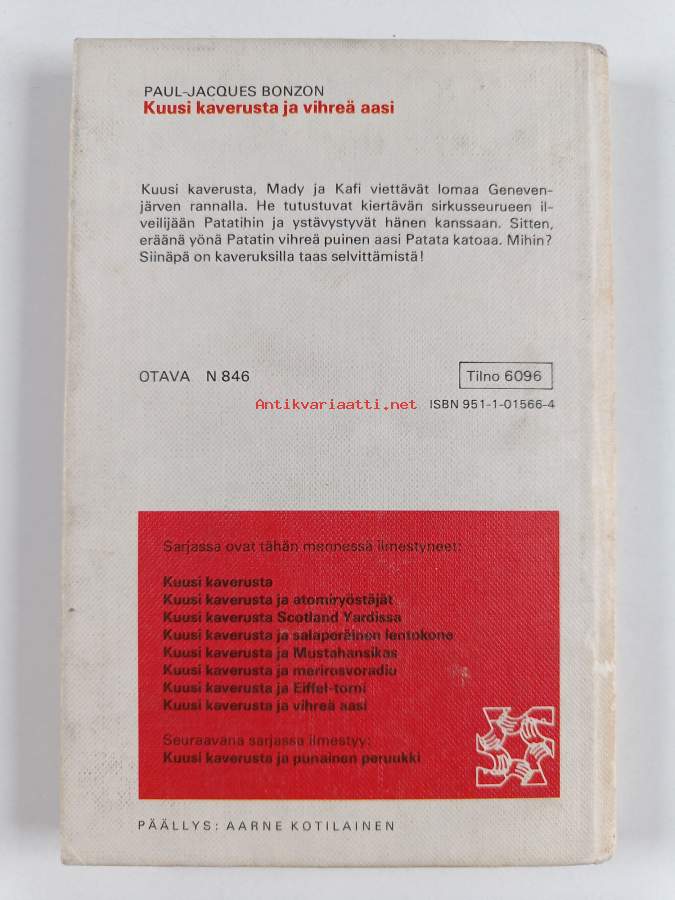 PAUL-JACQUES BONZON
Kuusi kaverusta ja vihreä aasi
Kuusi kaverusta, Mady ja Kafi viettävät lomaa Geneven-
järven rannalla. He tutustuvat kiertävän sirkusseurueen il-
veilijään Patatihin ja ystävystyvät hänen kanssaan. Sitten,
eräänä yönä Patatin vihreä puinen aasi Patata katoaa. Mihin?
Siinäpä on kaveruksilla taas selvittämistä!
OTAVA N 846
Tilno 6096
Antikvariaatti.net
ISBN 951-1-01566-4
Sarjassa ovat tähän mennessä ilmestyneet:
Kuusi kaverusta
Kuusi kaverusta ja atomiryöstäjät
Kuusi kaverusta Scotland Yardissa
Kuusi kaverusta ja salaperäinen lentokone
Kuusi kaverusta ja Mustahansikas
Kuusi kaverusta ja merirosvoradio
Kuusi kaverusta ja Eiffel-torni
Kuusi kaverusta ja vihreä aasi
Seuraavana sarjassa ilmestyy:
Kuusi kaverusta ja punainen peruukki
PÄÄLLYS: AARNE KOTILAINEN